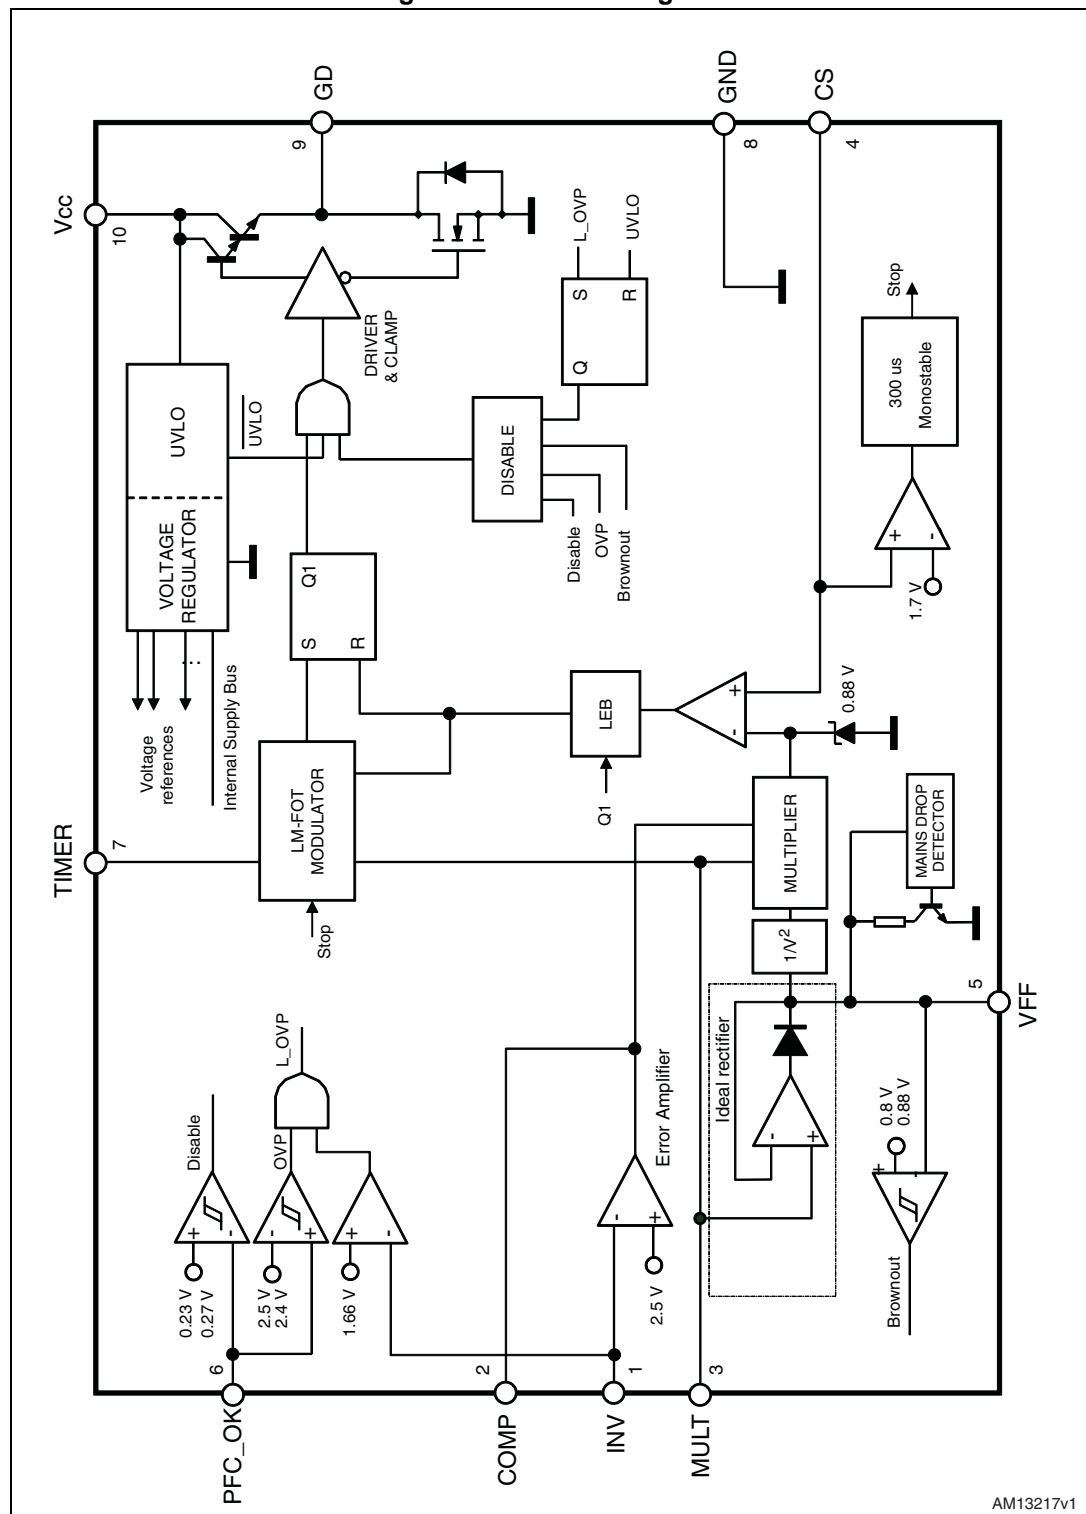 TIMER
7
Vcc
10
GD
9
GND
8
CS
4
VFF
5
PFC_OK
6
COMP
2
INV
1
MULT
3
Voltage
references
...
Internal Supply Bus
VOLTAGE
REGULATOR
UVLO
UVLO
DRIVER
& CLAMP
LM-FOT
MODULATOR
Stop
S
R
Q1
DISABLE
Disable
OVP
Brownout
Q
S
R
L_OVP
UVLO
LEB
Q1
+
-
0.88 V
1.7 V
+
-
300 us
Monostable
Stop
MULTIPLIER
1/V2
MAINS DROP
DETECTOR
Ideal rectifier
-
+
0.8 V
0.88 V
+
-
Brownout
Error Amplifier
-
+
2.5 V
0.23 V
0.27 V
+
-
Disable
2.5 V
2.4 V
-
+
OVP
1.66 V
+
-
L_OVP
AM13217v1